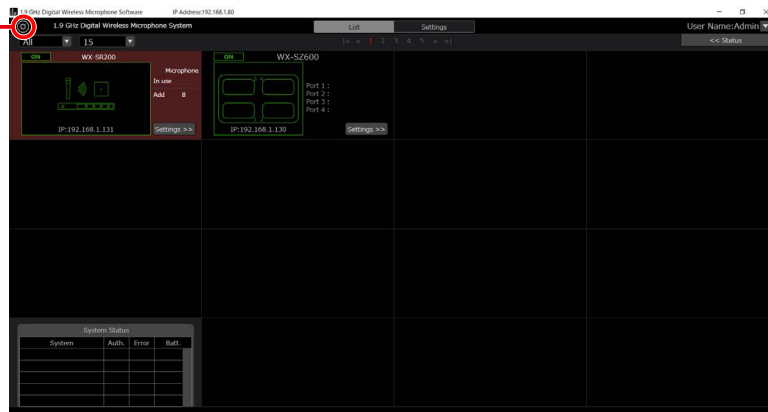 1.9 GHz Digital Wireless Microphone Software IP Address:192.168.1.80
1.9 GHz Digital Wireless Microphone System List Settings User Name:Admin
All 15 |< < 1 2 3 4 5 > >| << Status
ON WX-SR200
Microphone
In use
Add 8
IP:192.168.1.131 Settings >>
ON WX-SZ600
Port 1 :
Port 2 :
Port 3 :
Port 4 :
IP:192.168.1.130 Settings >>
System Status
System Auth. Error Batt.